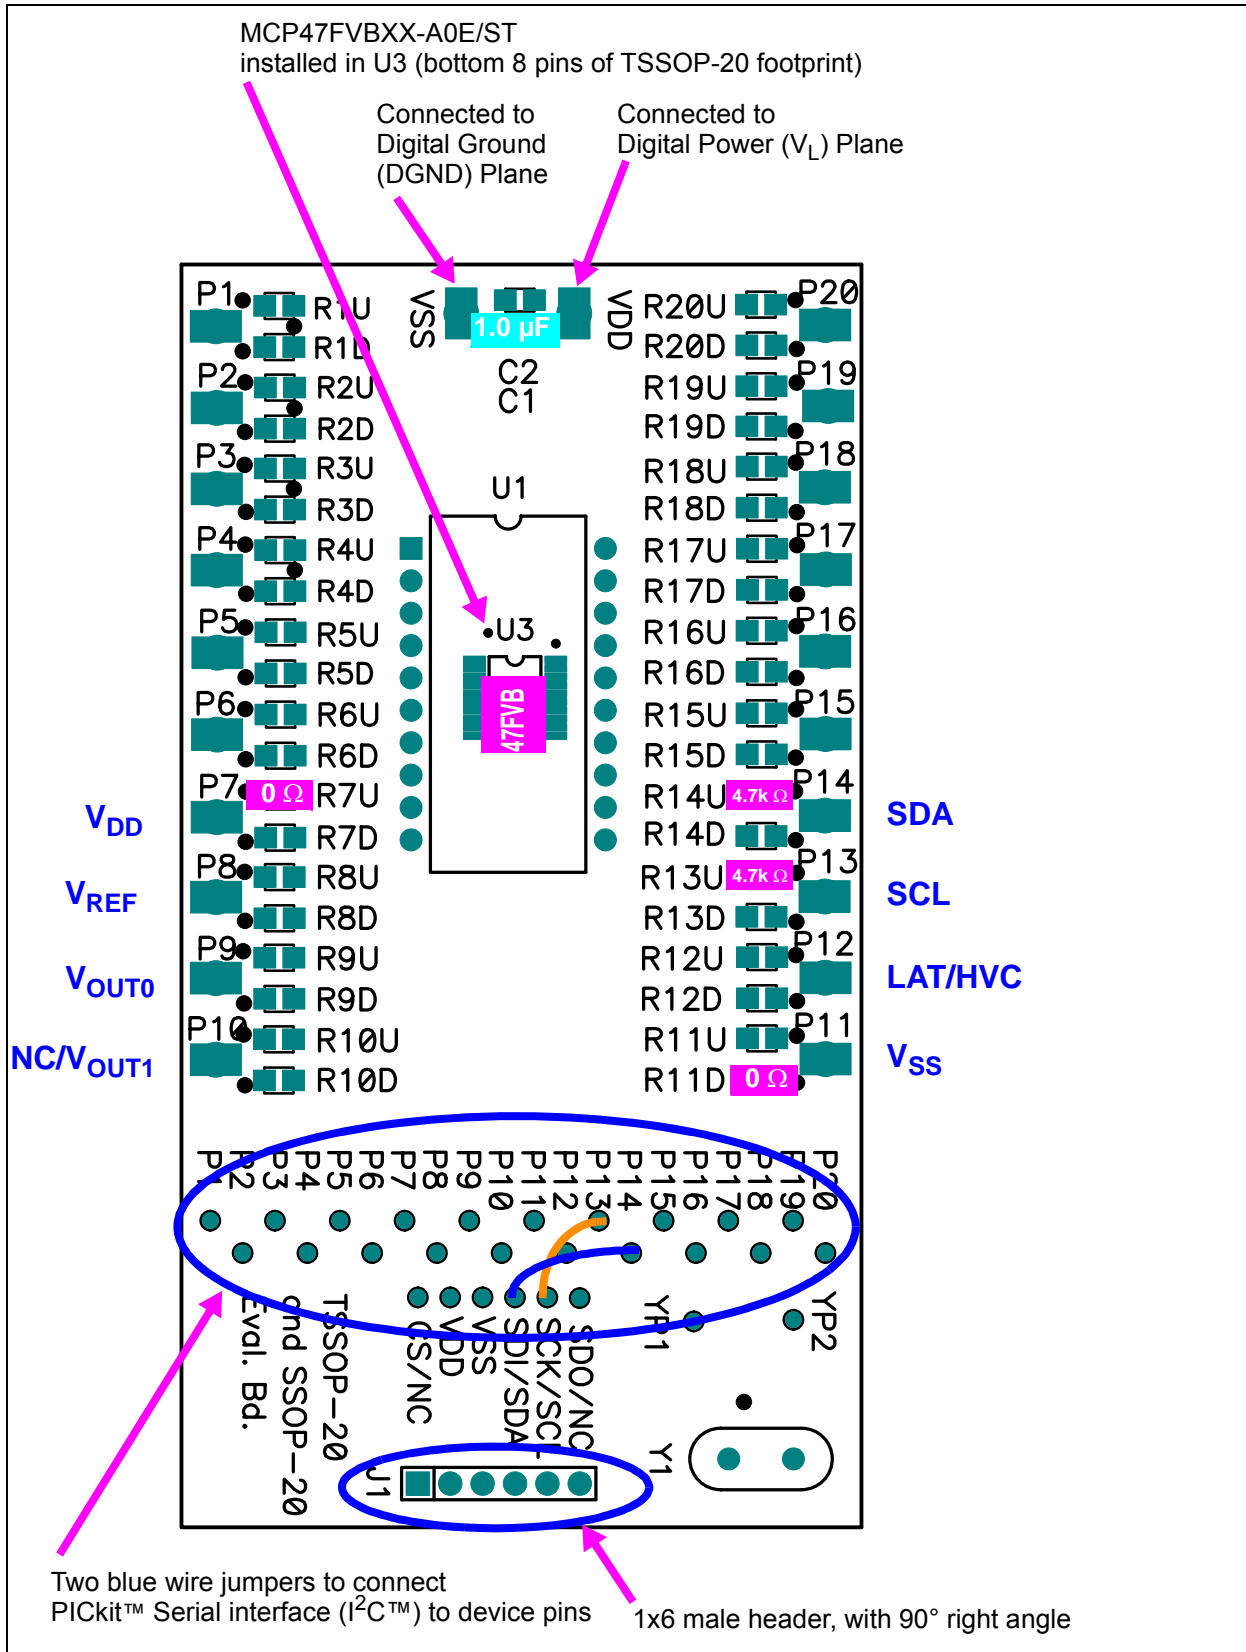 MCP47FVBXX-A0E/ST
installed in U3 (bottom 8 pins of TSSOP-20 footprint)
Connected to
Digital Ground
(DGND) Plane
Connected to
Digital Power (VL) Plane
P1
R1U
R1D
VSS
1.0 µF
VDD
C2
C1
R20U
R20D
P20
P2
R2U
R2D
R19U
R19D
P19
P3
R3U
R3D
R18U
R18D
P18
U1
P4
R4U
R4D
R17U
R17D
P17
P5
R5U
R5D
U3
R16U
R16D
P16
P6
R6U
R6D
47FVB
R15U
R15D
P15
VDD
P7
0 Ω
R7U
R7D
R14U
4.7k Ω
R14D
P14
SDA
VREF
P8
R8U
R8D
R13U
4.7k Ω
R13D
P13
SCL
VOUT0
P9
R9U
R9D
R12U
R12D
P12
LAT/HVC
NC/VOUT1
P10
R10U
R10D
R11U
R11D
0 Ω
P11
VSS
P1
P2
P3
P4
P5
P6
P7
P8
P9
P10
P11
P12
P13
P14
P15
P16
P17
P18
P19
P20
TSSOP-20
and SSOP-20
Eval. Bd.
CS/NC
VDD
VSS
SDI/SDA
SCK/SCL
SDO/NC
YP1
YP2
J1
Y1
Two blue wire jumpers to connect
PICkit™ Serial interface (I²C™) to device pins
1x6 male header, with 90° right angle